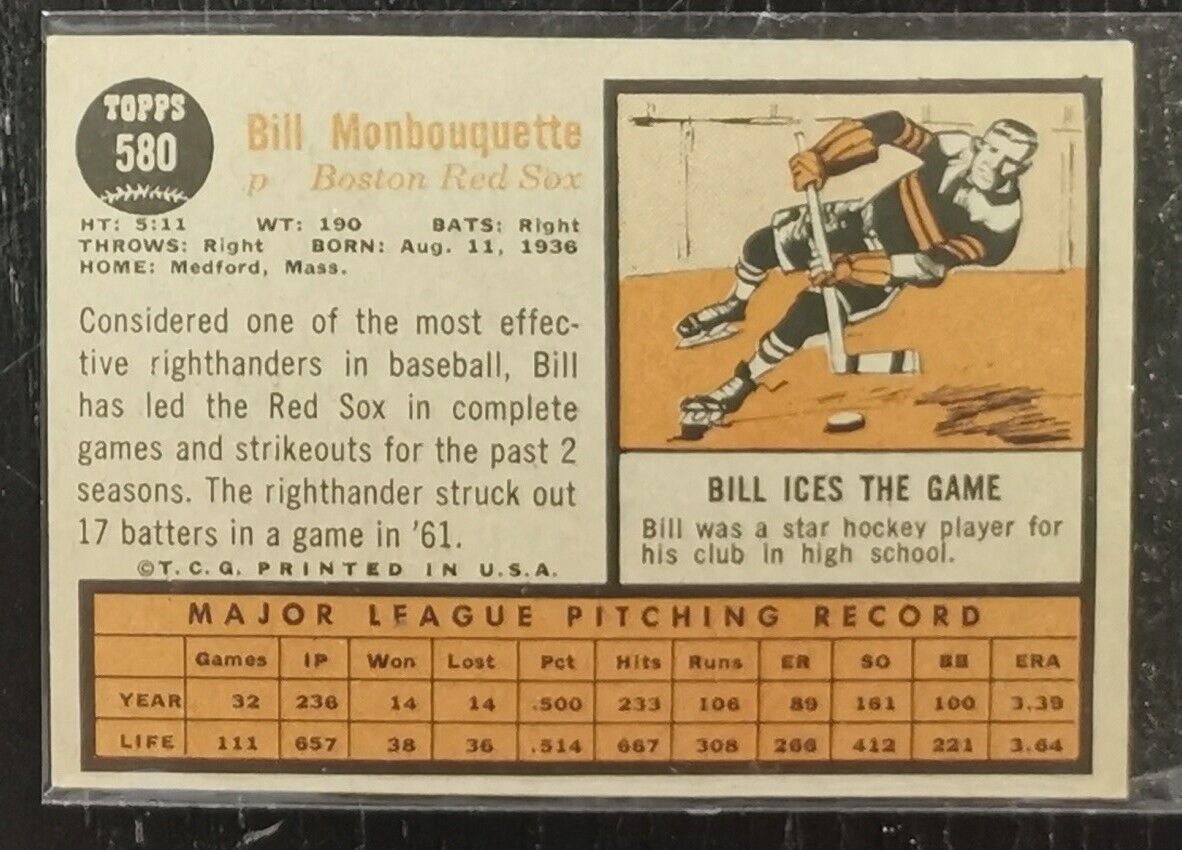 TOPPS
580
Bill Monbouquette
p Boston Red Sox
HT: 5:11 WT: 190 BATS: Right
THROWS: Right BORN: Aug. 11, 1936
HOME: Medford, Mass.
Considered one of the most effec-
tive righthanders in baseball, Bill
has led the Red Sox in complete
games and strikeouts for the past 2
seasons. The righthander struck out
17 batters in a game in '61.
©T. C. G. PRINTED IN U.S.A.
BILL ICES THE GAME
Bill was a star hockey player for
his club in high school.
MAJOR LEAGUE PITCHING RECORD
Games IP Won Lost Pct Hits Runs ER SO BB ERA
YEAR 32 236 14 14 .500 233 106 89 161 100 3.39
LIFE 111 657 38 36 .514 667 308 266 412 221 3.64